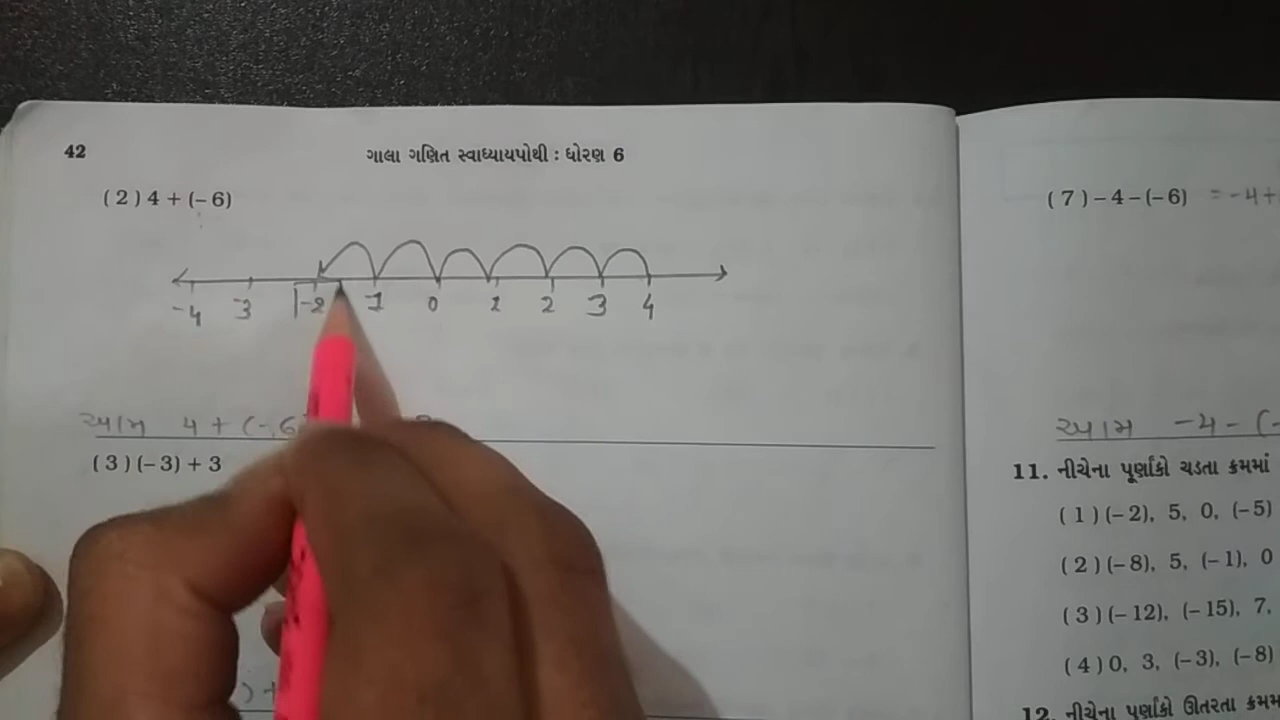 42
ગાલા ગણિત સ્વાધ્યાયપોથી : ધોરણ 6
(2) 4 + (– 6)
-4 3 -2 1 0 1 2 3 4
આમ 4 + (-6
(3) (– 3) + 3
(7) – 4 – (– 6) = -4 +
આમ -4 - (-
11. નીચેના પૂર્ણાંકો ચડતા ક્રમમાં
(1) (– 2), 5, 0, (– 5)
(2) (– 8), 5, (– 1), 0
(3) (– 12), (– 15), 7,
(4) 0, 3, (– 3), (– 8)
12. નીચેના પૂર્ણાંકો ઊતરતા